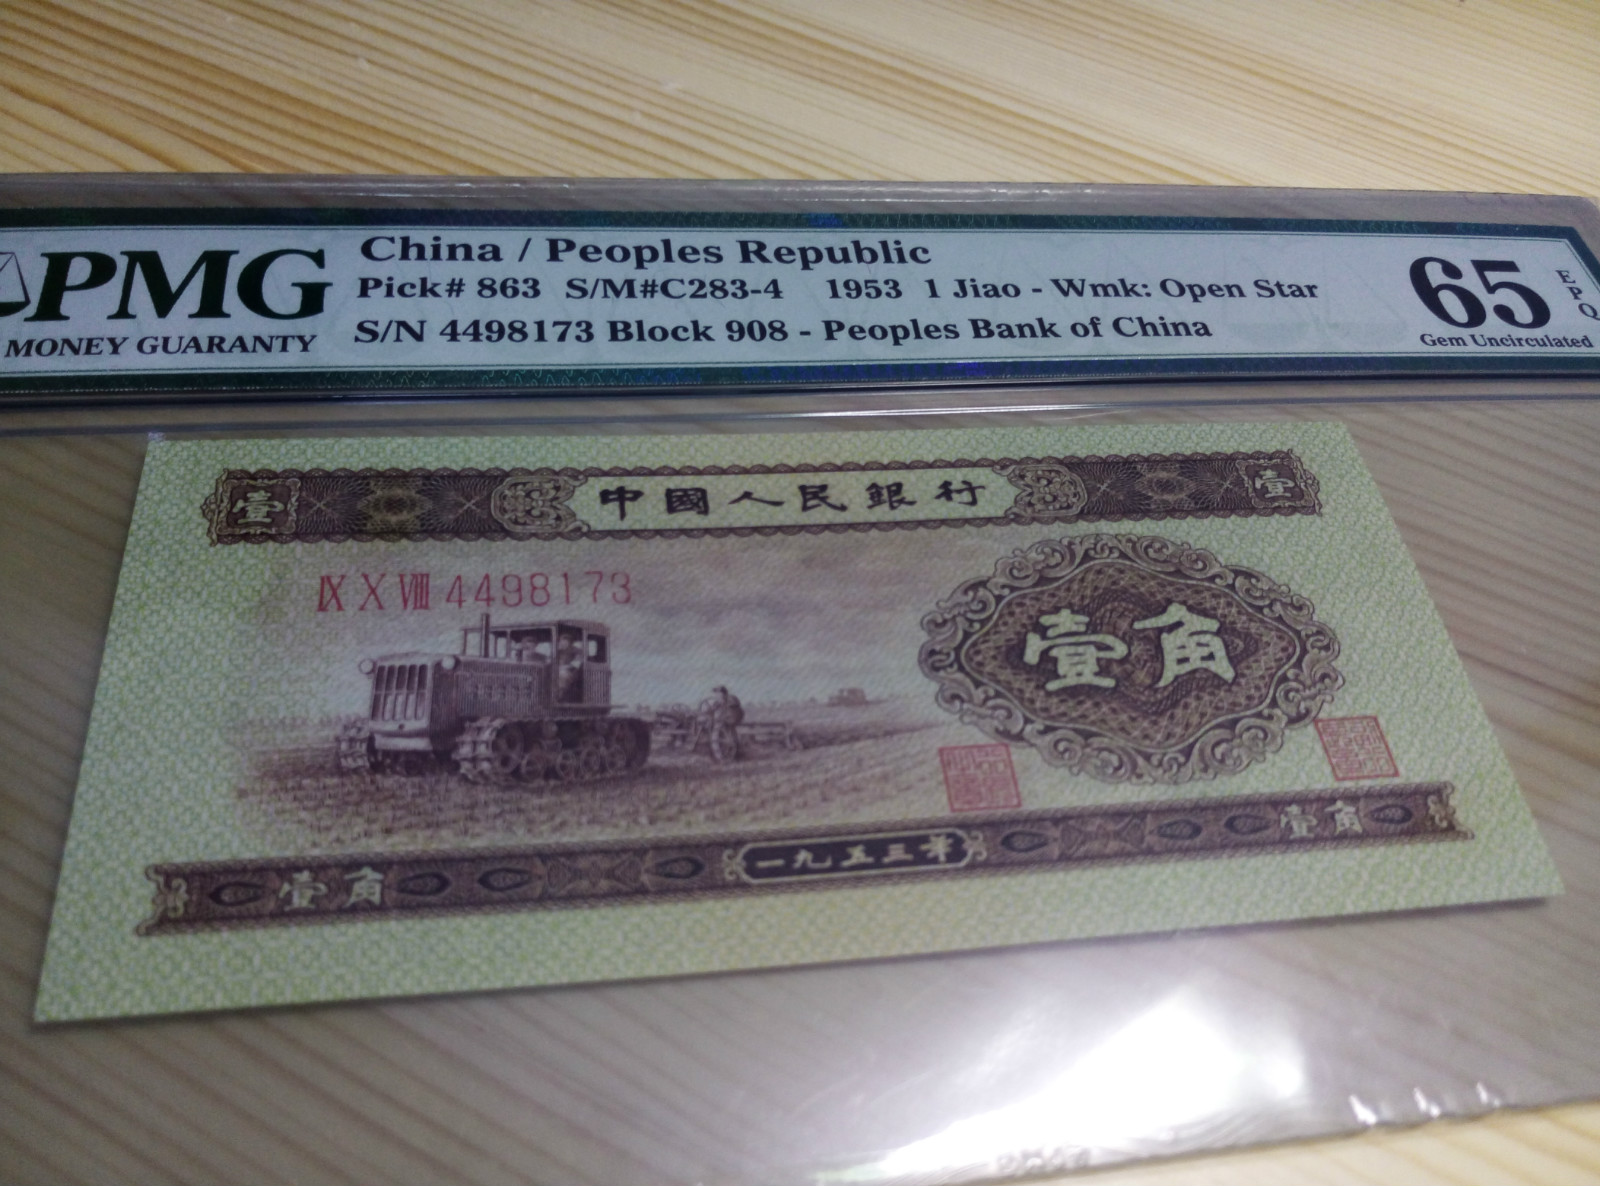 PMG
MONEY GUARANTY
China / Peoples Republic
Pick# 863 S/M#C283-4 1953 1 Jiao - Wmk: Open Star
S/N 4498173 Block 908 - Peoples Bank of China
65
EPQ
Gem Uncirculated
壹 中國人民銀行 壹
IX X VIII 4498173
壹角
壹角 一九五三年 壹角